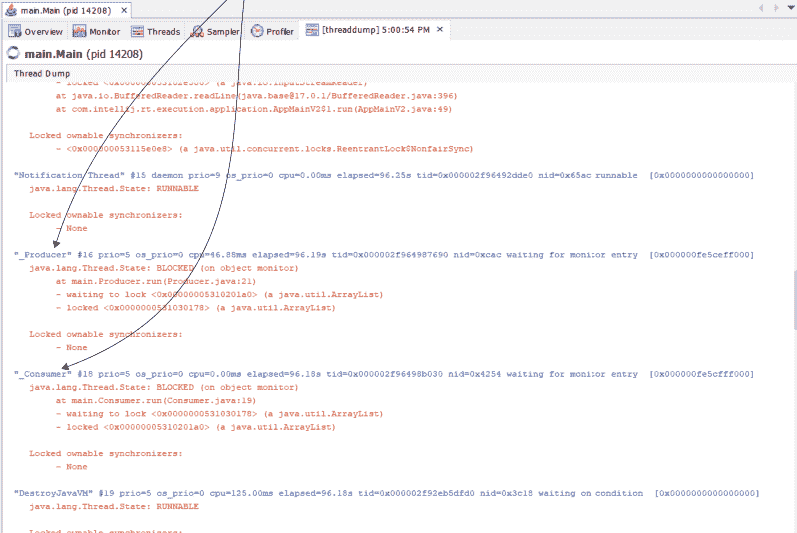 main.Main (pid 14208)
Overview Monitor Threads Sampler Profiler [threaddump] 5:00:54 PM
main.Main (pid 14208)
Thread Dump
at java.io.BufferedReader.readLine(java.base@17.0.1/BufferedReader.java:396)
at com.intellij.rt.execution.application.AppMainV2$1.run(AppMainV2.java:49)
Locked ownable synchronizers:
- <0x000000053115e0e8> (a java.util.concurrent.locks.ReentrantLock$NonfairSync)
"Notification Thread" #15 daemon prio=9 os_prio=0 cpu=0.00ms elapsed=96.25s tid=0x000002f96492dde0 nid=0x65ac runnable [0x0000000000000000]
java.lang.Thread.State: RUNNABLE
Locked ownable synchronizers:
- None
"_Producer" #16 prio=5 os_prio=0 cpu=46.88ms elapsed=96.19s tid=0x000002f964987690 nid=0xcac waiting for monitor entry [0x000000fe5ceff000]
java.lang.Thread.State: BLOCKED (on object monitor)
at main.Producer.run(Producer.java:21)
- waiting to lock <0x00000005310201a0> (a java.util.ArrayList)
- locked <0x0000000531030178> (a java.util.ArrayList)
Locked ownable synchronizers:
- None
"_Consumer" #18 prio=5 os_prio=0 cpu=0.00ms elapsed=96.18s tid=0x000002f96498b030 nid=0x4254 waiting for monitor entry [0x000000fe5cfff000]
java.lang.Thread.State: BLOCKED (on object monitor)
at main.Consumer.run(Consumer.java:19)
- waiting to lock <0x0000000531030178> (a java.util.ArrayList)
- locked <0x00000005310201a0> (a java.util.ArrayList)
Locked ownable synchronizers:
- None
"DestroyJavaVM" #19 prio=5 os_prio=0 cpu=125.00ms elapsed=96.18s tid=0x000002f92eb5dfd0 nid=0x3c18 waiting on condition [0x0000000000000000]
java.lang.Thread.State: RUNNABLE